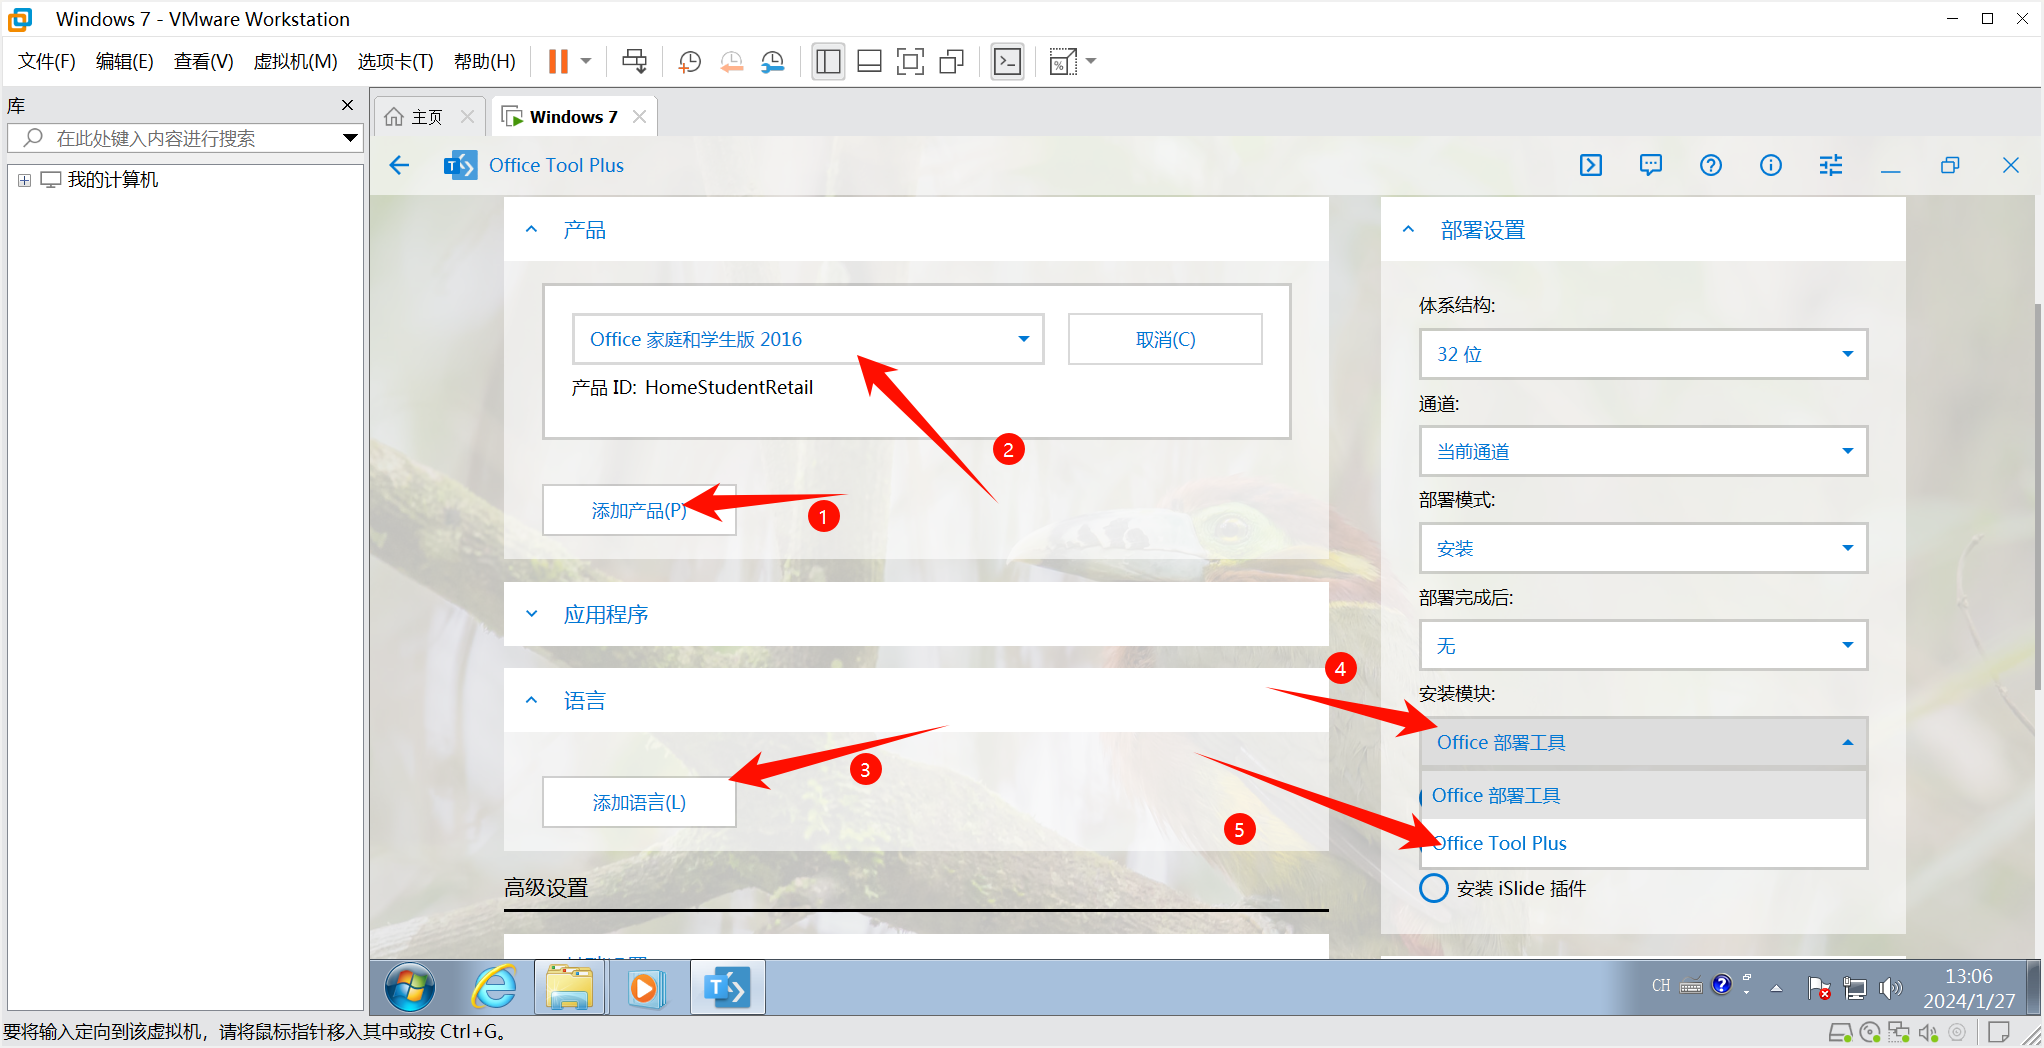 Windows 7 - VMware Workstation
文件(F) 编辑(E) 查看(V) 虚拟机(M) 选项卡(T) 帮助(H)
库
在此处键入内容进行搜索
我的计算机
主页
Windows 7
Office Tool Plus
产品
Office 家庭和学生版 2016
取消(C)
产品 ID: HomeStudentRetail
2
添加产品(P)
1
应用程序
语言
添加语言(L)
3
高级设置
部署设置
体系结构:
32 位
通道:
当前通道
部署模式:
安装
部署完成后:
无
4
安装模块:
Office 部署工具
Office 部署工具
5
Office Tool Plus
安装 iSlide 插件
CH
13:06
2024/1/27
要将输入定向到该虚拟机，请将鼠标指针移入其中或按 Ctrl+G。